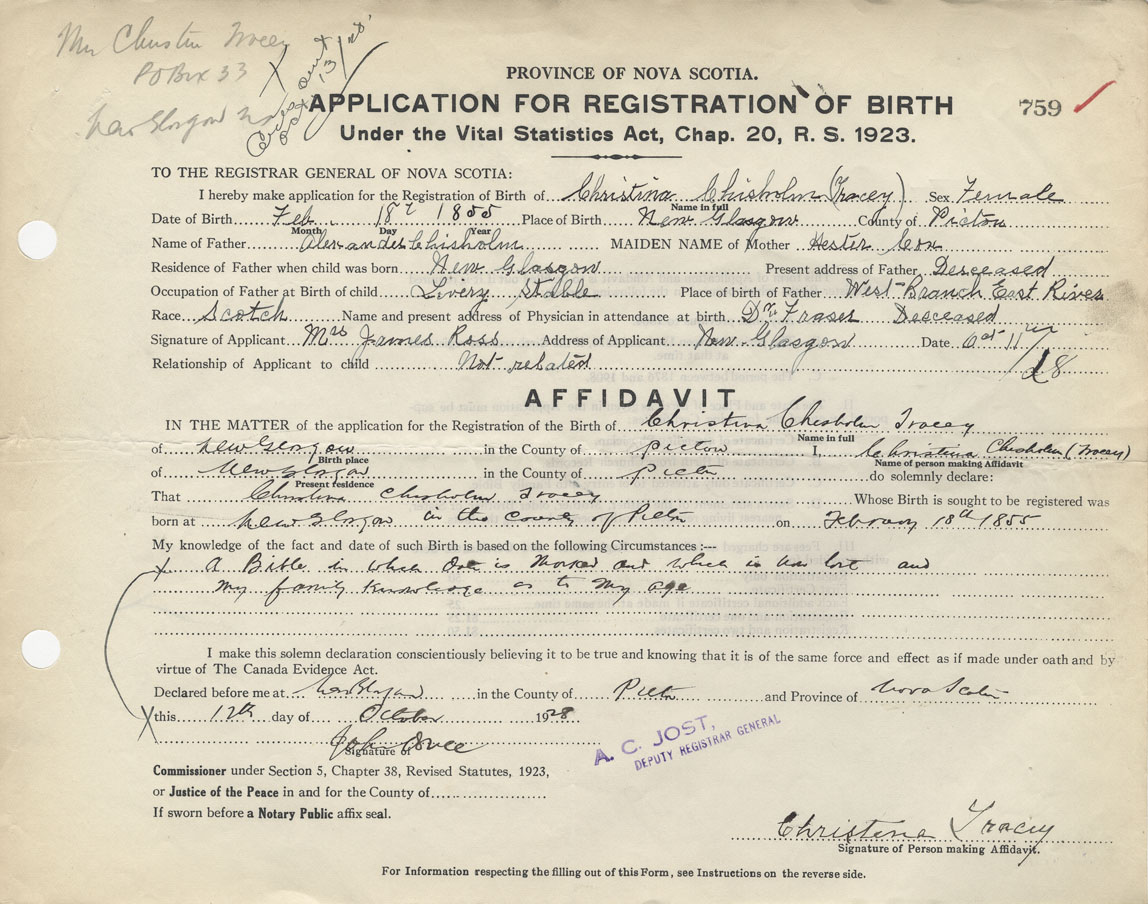 Mrs Christina Tracey
PO Box 33
New Glasgow
Oct 13
PROVINCE OF NOVA SCOTIA.
APPLICATION FOR REGISTRATION OF BIRTH
759
Under the Vital Statistics Act, Chap. 20, R. S. 1923.
TO THE REGISTRAR GENERAL OF NOVA SCOTIA:
I hereby make application for the Registration of Birth of Christina Chisholm (Tracey) Sex Female
Name in full
Date of Birth Feb. 18th 1855 Place of Birth New Glasgow County of Pictou
Month Day Year
Name of Father Alexander Chisholm MAIDEN NAME of Mother Hester
Residence of Father when child was born New Glasgow Present address of Father Desceased
Occupation of Father at Birth of child Livery Stable Place of birth of Father West-Branch East River
Race Scotch Name and present address of Physician in attendance at birth Dr. Fraser Desceased
Signature of Applicant Mrs James Ross Address of Applicant New Glasgow Date Oct 11th/28
Relationship of Applicant to child Not related
AFFIDAVIT
IN THE MATTER of the application for the Registration of the Birth of Christina Chesholm Tracey
Name in full
of New Glasgow in the County of Pictou I, Christina Chisholm (Tracey)
Birth place Name of person making Affidavit
of New Glasgow in the County of Pictou do solemnly declare:
Present residence
That Christina Chesholm Tracey Whose Birth is sought to be registered was
born at New Glasgow in the County of Pictou on February 18th 1855
My knowledge of the fact and date of such Birth is based on the following Circumstances :---
A Bible in which Date is Marked and which is lost and
My family Knowledge as to My age
I make this solemn declaration conscientiously believing it to be true and knowing that it is of the same force and effect as if made under oath and by
virtue of The Canada Evidence Act.
Declared before me at New Glasgow in the County of Pictou and Province of Nova Scotia
this 12th day of October 1928
John
Signature of
A. C. JOST,
DEPUTY REGISTRAR GENERAL
Commissioner under Section 5, Chapter 38, Revised Statutes, 1923,
or Justice of the Peace in and for the County of
If sworn before a Notary Public affix seal.
Christena Tracey
Signature of Person making Affidavit.
For Information respecting the filling out of this Form, see Instructions on the reverse side.